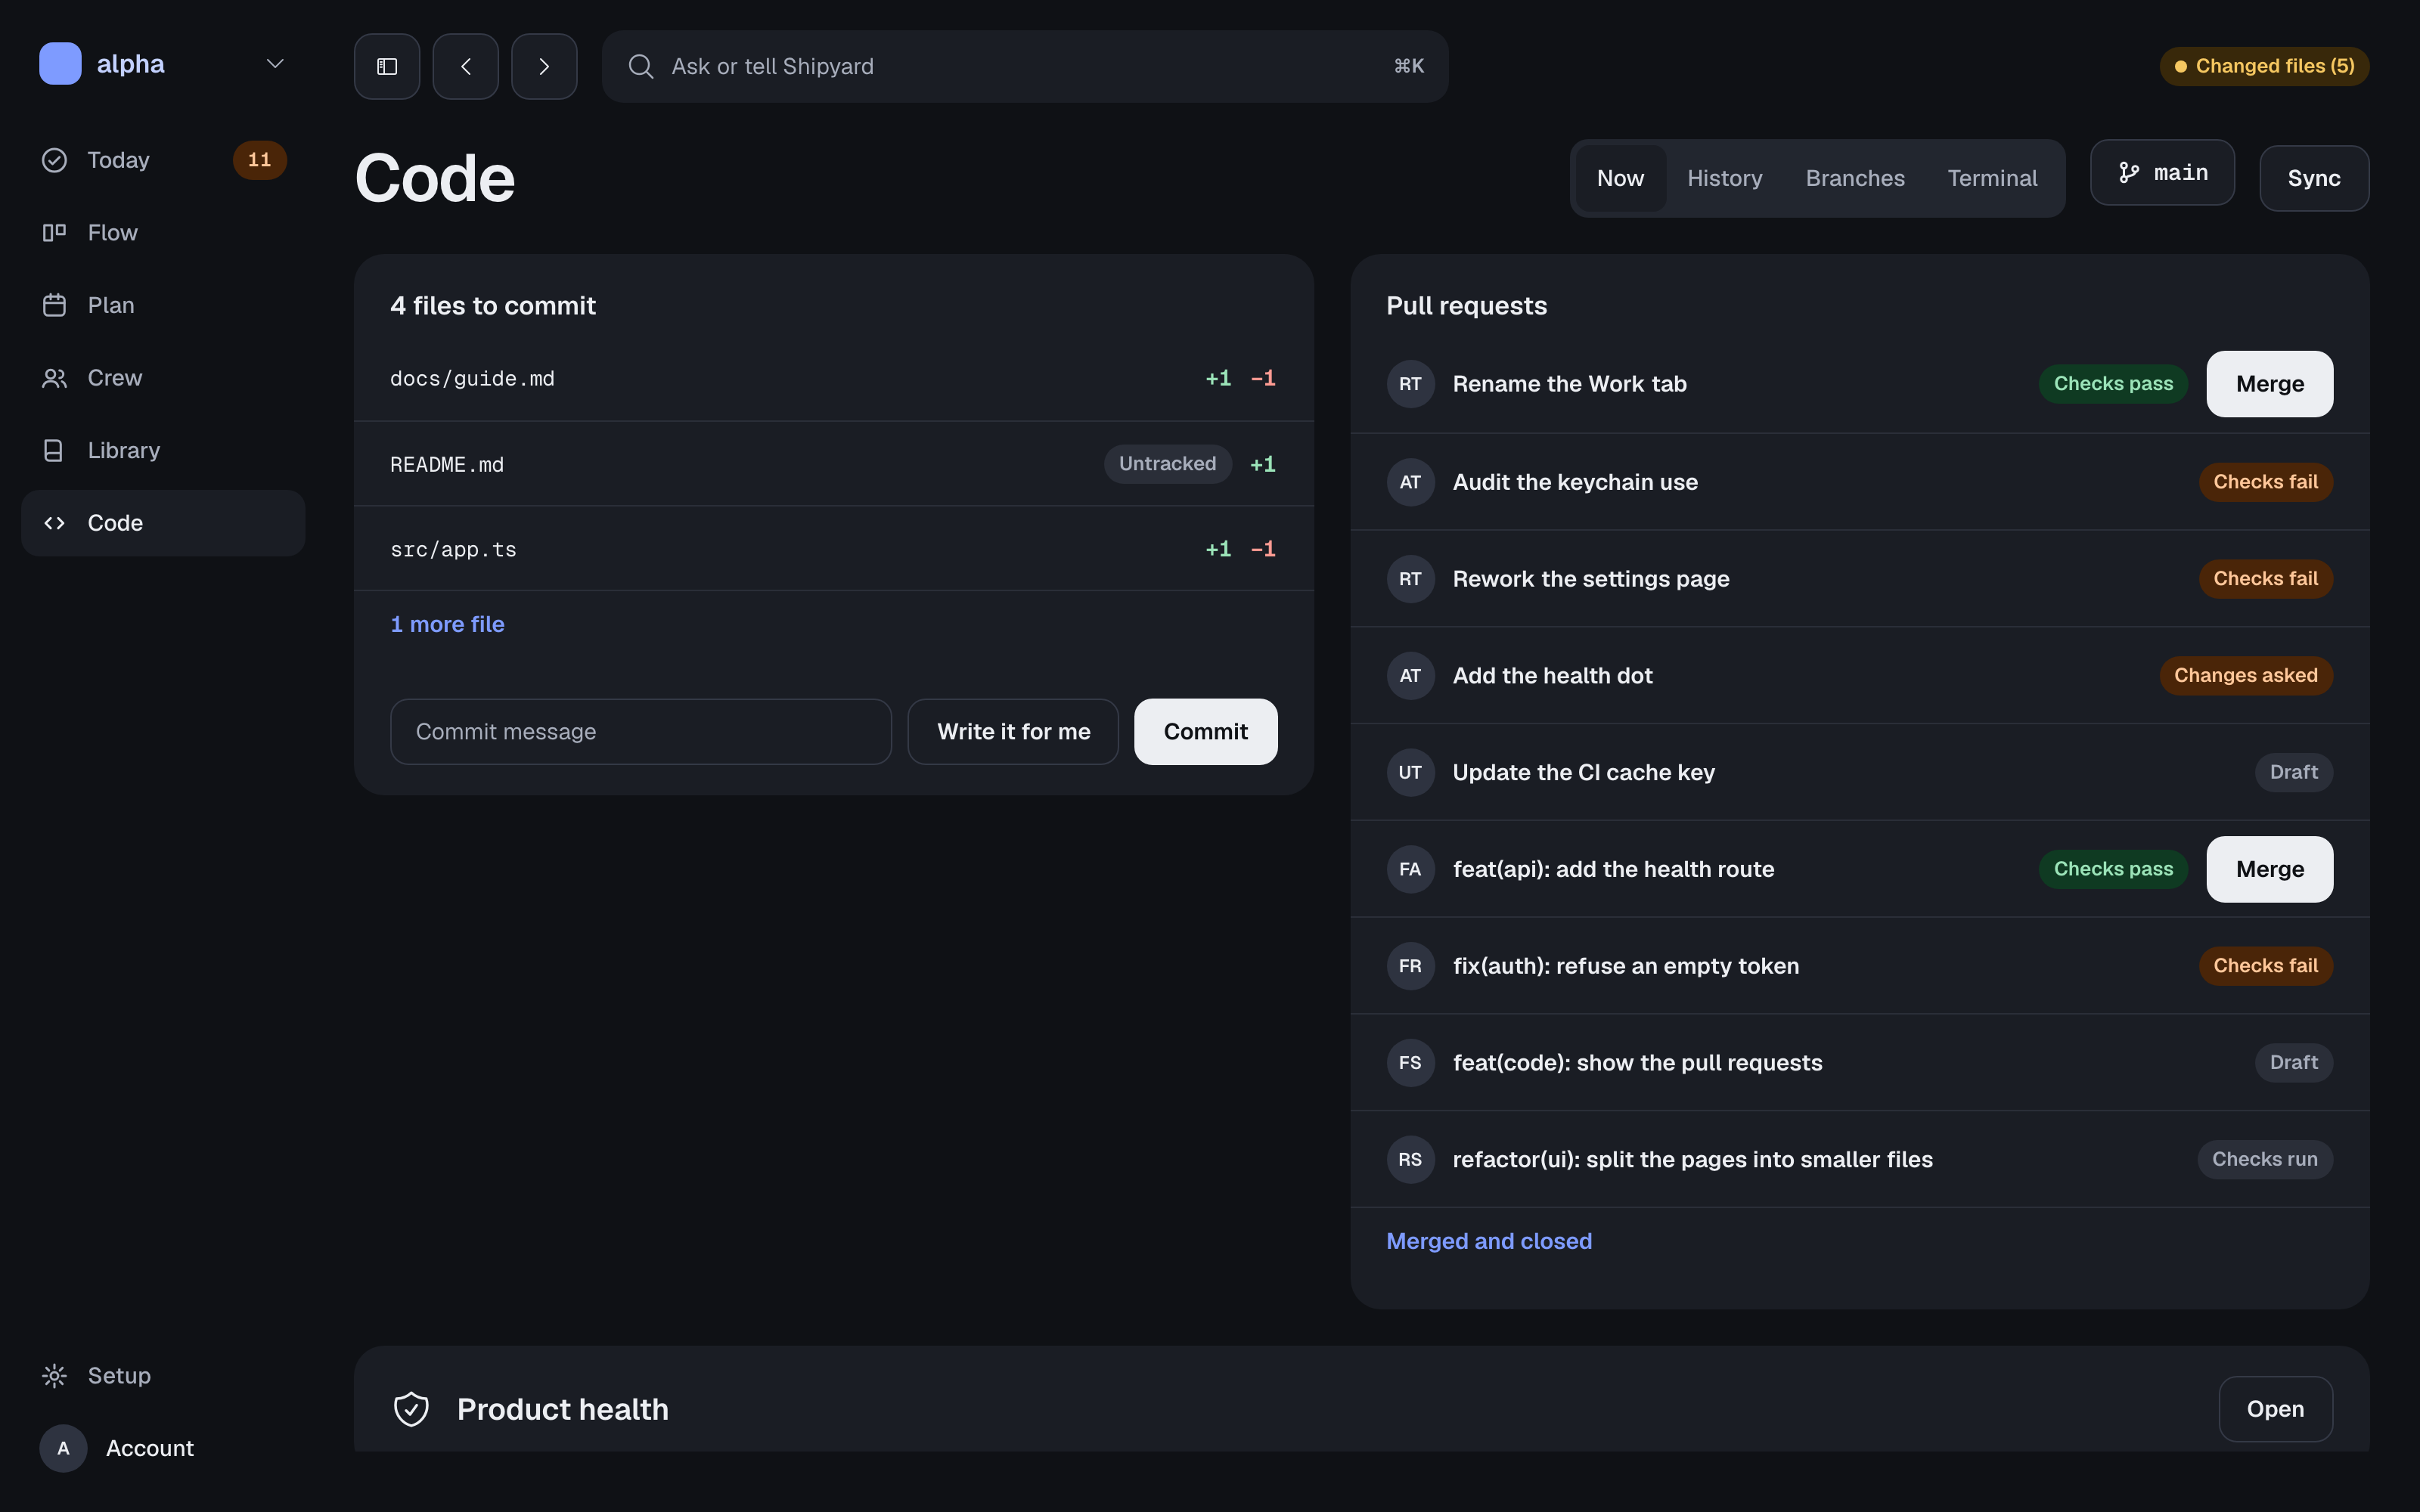 alpha
Ask or tell Shipyard
⌘K
Changed files (5)
Today
11
Flow
Plan
Crew
Library
Code
Setup
A
Account
Code
Now
History
Branches
Terminal
main
Sync
4 files to commit
docs/guide.md
+1 −1
README.md
Untracked
+1
src/app.ts
+1 −1
1 more file
Commit message
Write it for me
Commit
Pull requests
RT
Rename the Work tab
Checks pass
Merge
AT
Audit the keychain use
Checks fail
RT
Rework the settings page
Checks fail
AT
Add the health dot
Changes asked
UT
Update the CI cache key
Draft
FA
feat(api): add the health route
Checks pass
Merge
FR
fix(auth): refuse an empty token
Checks fail
FS
feat(code): show the pull requests
Draft
RS
refactor(ui): split the pages into smaller files
Checks run
Merged and closed
Product health
Open